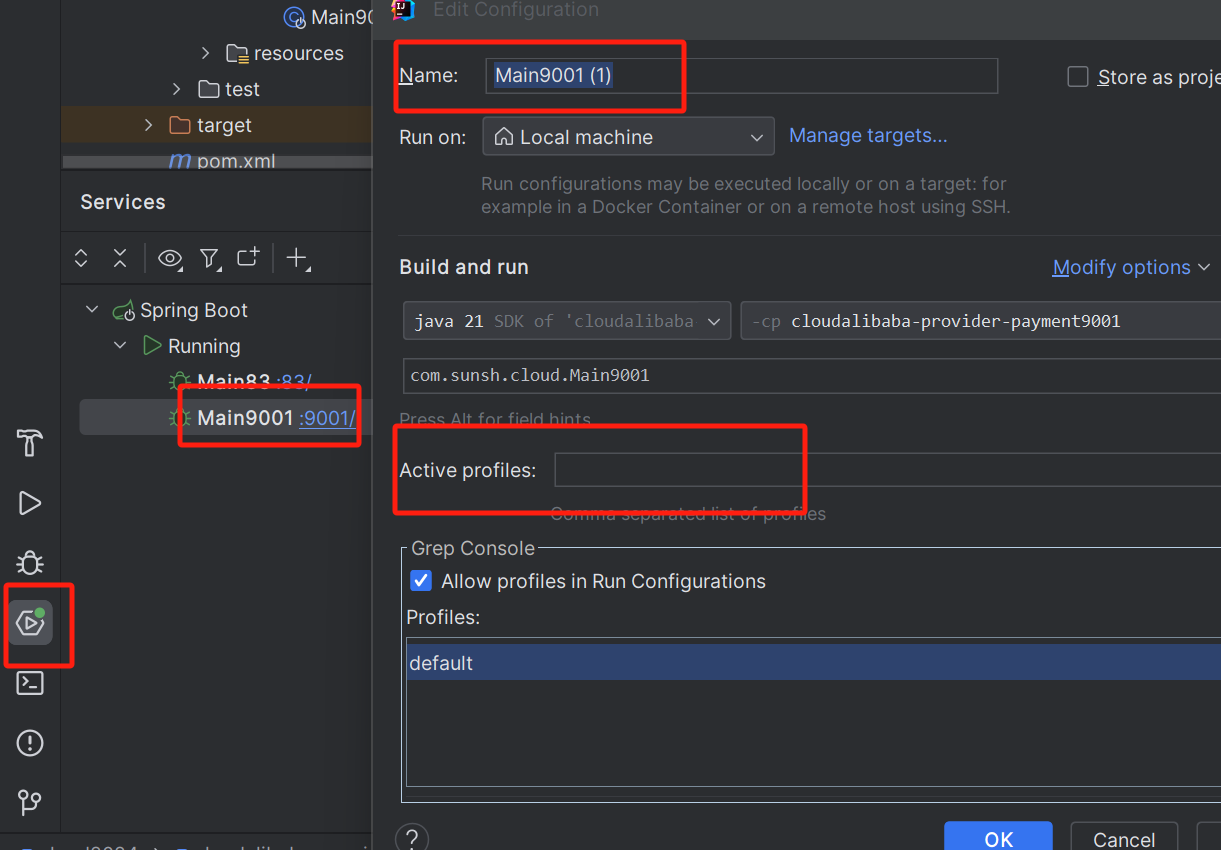 Main90
resources
test
target
pom.xml
Services
Spring Boot
Running
Main83 :83/
Main9001 :9001/
Edit Configuration
Name: Main9001 (1)
Store as proje
Run on: Local machine Manage targets...
Run configurations may be executed locally or on a target: for
example in a Docker Container or on a remote host using SSH.
Build and run
Modify options
java 21 SDK of 'cloudalibaba
-cp cloudalibaba-provider-payment9001
com.sunsh.cloud.Main9001
Press Alt for field hints
Active profiles:
Comma separated list of profiles
Grep Console
Allow profiles in Run Configurations
Profiles:
default
?
OK Cancel